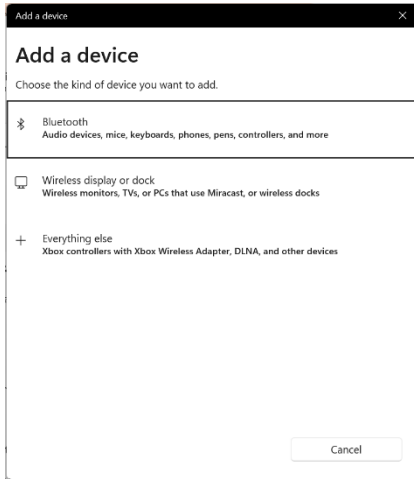 Add a device
Add a device
Choose the kind of device you want to add.
Bluetooth
Audio devices, mice, keyboards, phones, pens, controllers, and more
Wireless display or dock
Wireless monitors, TVs, or PCs that use Miracast, or wireless docks
Everything else
Xbox controllers with Xbox Wireless Adapter, DLNA, and other devices
Cancel